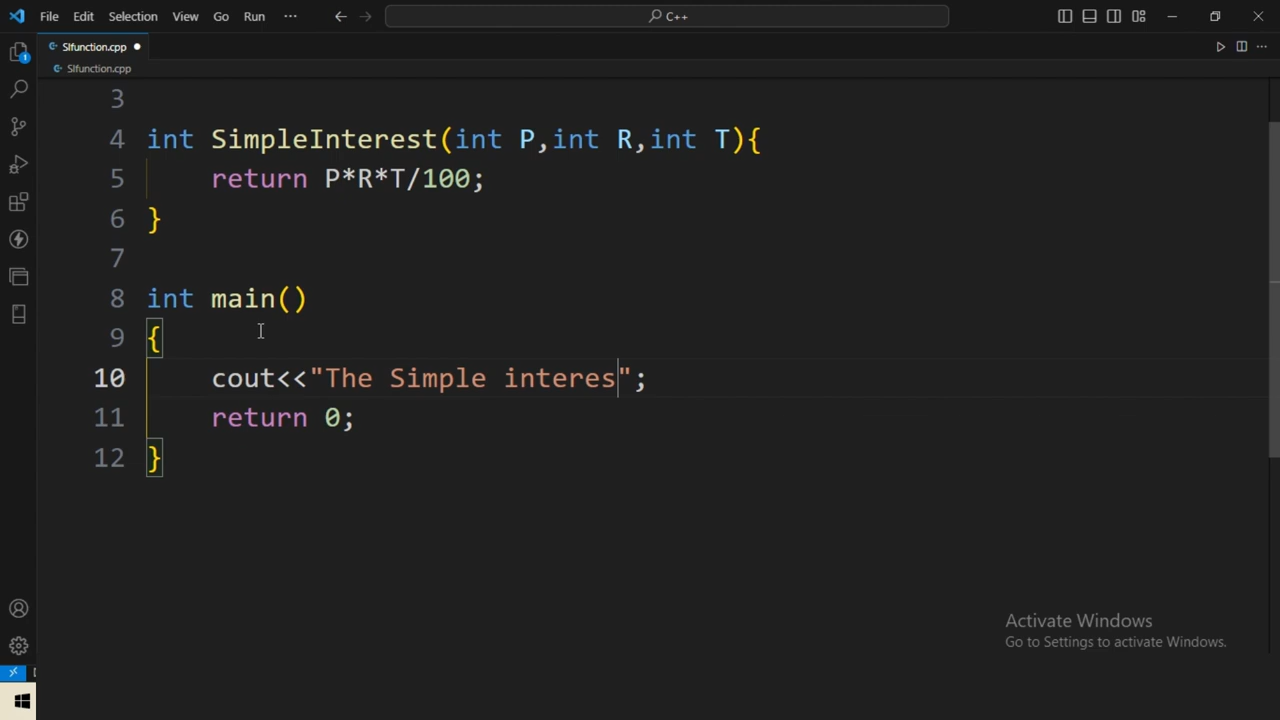 File Edit Selection View Go Run ··· C++
SIfunction.cpp
SIfunction.cpp
3
4 int SimpleInterest(int P,int R,int T){
5 return P*R*T/100;
6 }
7
8 int main()
9 {
10 cout<<"The Simple interes";
11 return 0;
12 }
1
Activate Windows
Go to Settings to activate Windows.